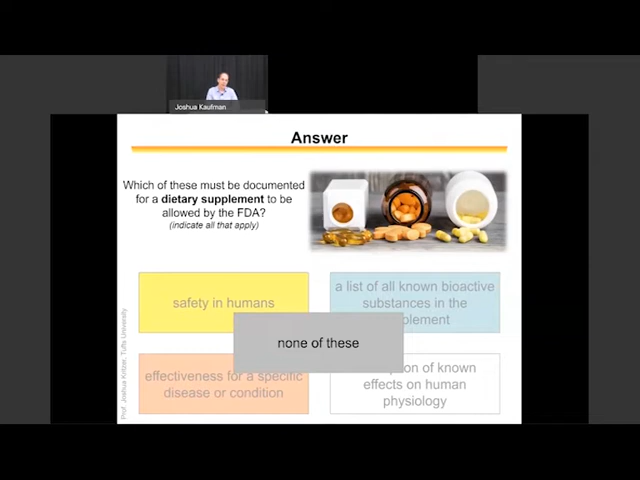 Joshua Kaufman
Answer
Which of these must be documented
for a dietary supplement to be
allowed by the FDA?
(indicate all that apply)
safety in humans
a list of all known bioactive
substances in the
none of these
effectiveness for a specific
disease or condition
of known
effects on human
physiology
Prof. Joshua Kritzer, Tufts University